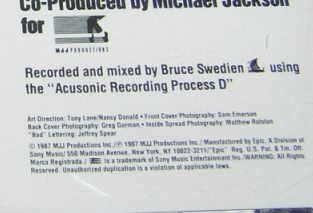 Co-Produced by Michael Jackson
for
MJJ PRODUCTIONS
Recorded and mixed by Bruce Swedien using
the "Acusonic Recording Process D"
Art Direction: Tony Lane/Nancy Donald • Front Cover Photography: Sam Emerson
Back Cover Photography: Greg Gorman • Inside Spread Photography: Matthew Rolston
"Bad" Lettering: Jeffrey Spear
© 1987 MJJ Productions Inc./℗ 1987 MJJ Productions Inc./ Manufactured by Epic, A Division of
Sony Music/ 550 Madison Avenue, New York, NY 10022-3211/"Epic" Reg. U.S. Pat. & Tm. Off.
Marca Registrada./ is a trademark of Sony Music Entertainment Inc./WARNING: All Rights
Reserved. Unauthorized duplication is a violation of applicable laws.